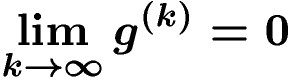 lim g^(k) = 0
k→∞